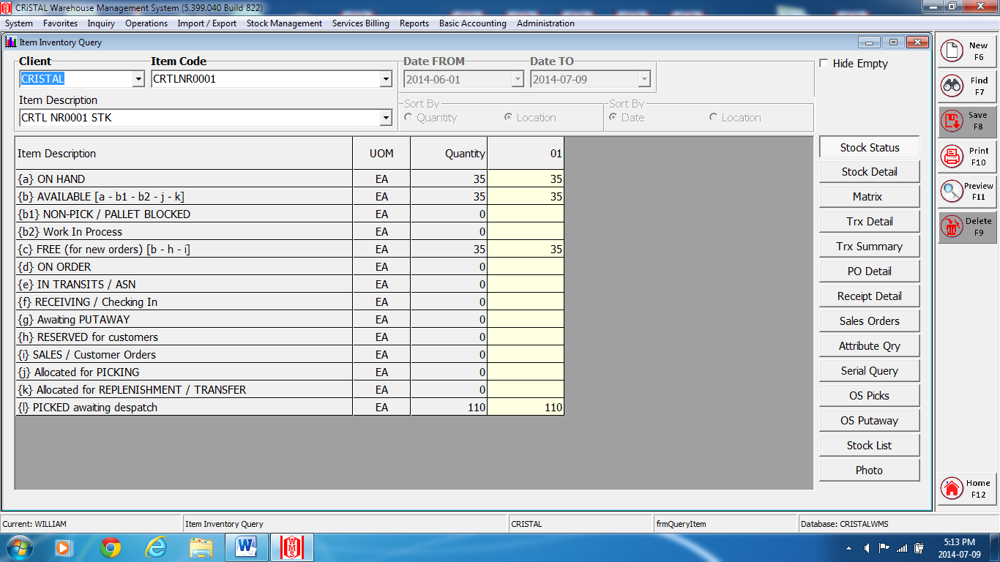 CRiSTAL Warehouse Management System (5.399.040 Build 822)
System Favorites Inquiry Operations Import / Export Stock Management Services Billing Reports Basic Accounting Administration
Item Inventory Query
Client Item Code Date FROM Date TO
Hide Empty
CRISTAL CRTLNR0001 2014-06-01 2014-07-09
Item Description
Sort By Sort By
CRTL NR0001 STK
Quantity Location Date Location
Item Description UOM Quantity 01
{a} ON HAND EA 35 35
{b} AVAILABLE [a - b1 - b2 - j - k] EA 35 35
{b1} NON-PICK / PALLET BLOCKED EA 0
{b2} Work In Process EA 0
{c} FREE (for new orders) [b - h - i] EA 35 35
{d} ON ORDER EA 0
{e} IN TRANSITS / ASN EA 0
{f} RECEIVING / Checking In EA 0
{g} Awaiting PUTAWAY EA 0
{h} RESERVED for customers EA 0
{i} SALES / Customer Orders EA 0
{j} Allocated for PICKING EA 0
{k} Allocated for REPLENISHMENT / TRANSFER EA 0
{l} PICKED awaiting despatch EA 110 110
Stock Status
Stock Detail
Matrix
Trx Detail
Trx Summary
PO Detail
Receipt Detail
Sales Orders
Attribute Qry
Serial Query
OS Picks
OS Putaway
Stock List
Photo
New
F6
Find
F7
Save
F8
Print
F10
Preview
F11
Delete
F9
Home
F12
Current: WILLIAM Item Inventory Query CRISTAL frmQueryItem Database: CRISTALWMS
W
WMS
5:13 PM
2014-07-09